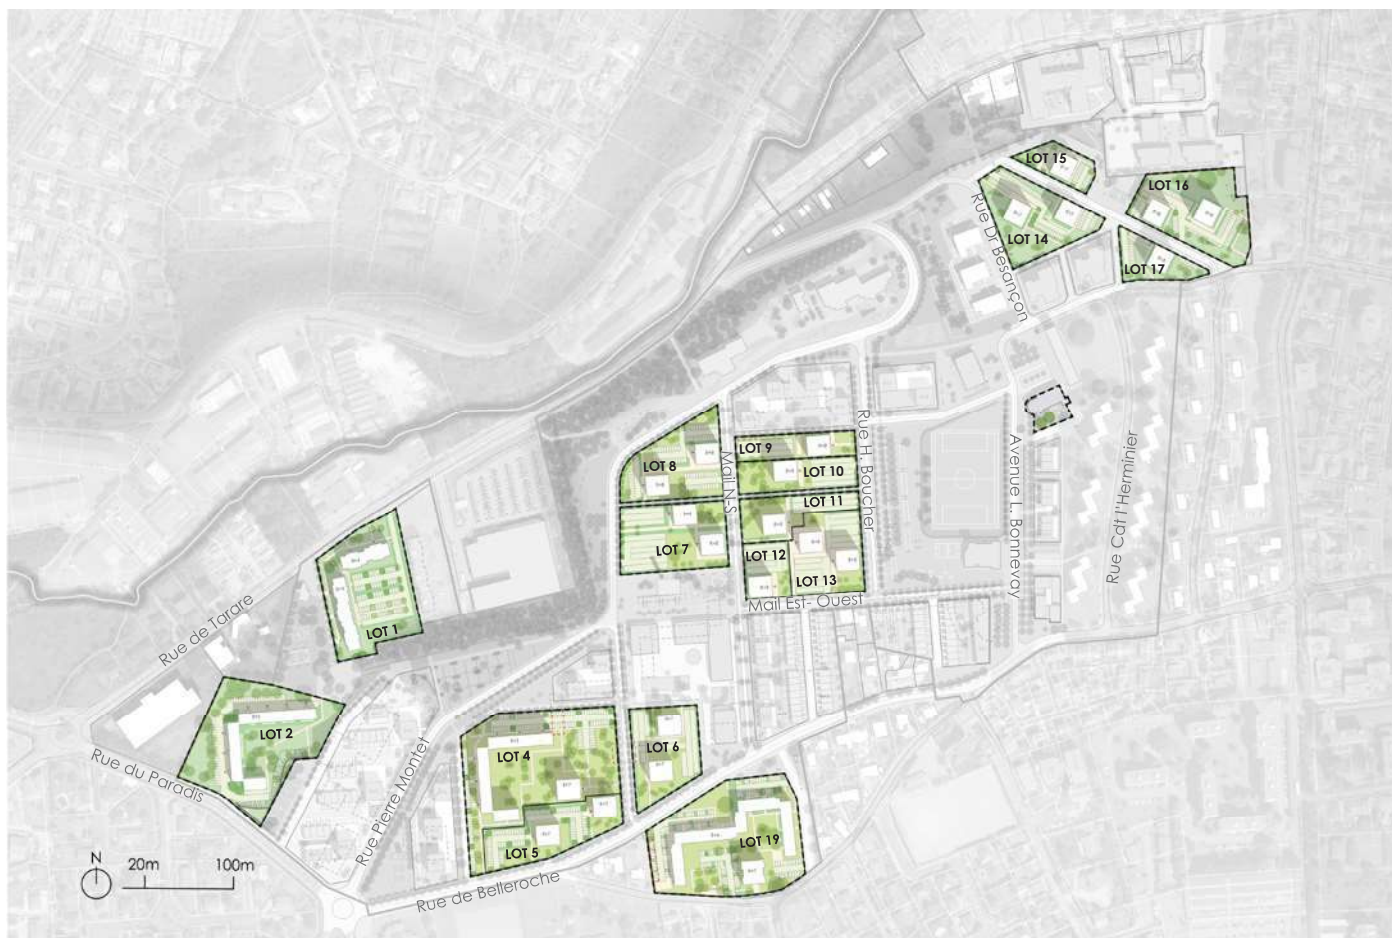 LOT 15
LOT 16
Rue Dr Besançon
LOT 14
LOT 17
LOT 9
LOT 8
Mail N-S
LOT 10
Rue H. Boucher
Avenue L. Bonnevay
Rue Cdt l'Herminier
LOT 11
LOT 7
LOT 12
LOT 13
Mail Est- Ouest
LOT 1
Rue de Tarare
LOT 2
LOT 4
LOT 6
Rue du Paradis
Rue Pierre Montet
LOT 5
LOT 19
Rue de Belleroche
N
20m
100m